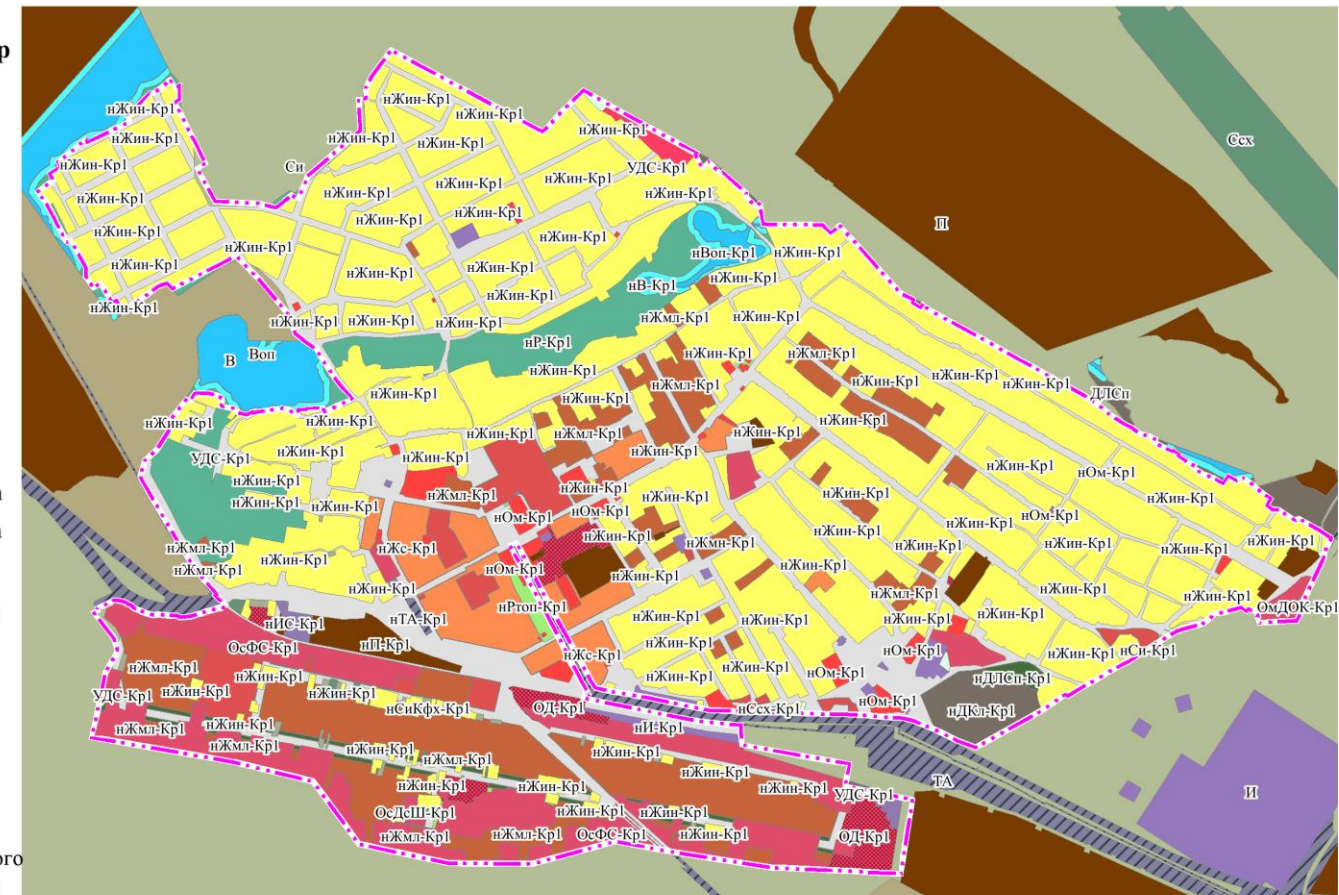 р
нЖин-Кр1
нЖин-Кр1
нЖин-Кр1
нЖин-Кр1
нЖин-Кр1
нЖин-Кр1
нЖин-Кр1
нЖин-Кр1
нЖин-Кр1
нЖин-Кр1
Ссх
нЖин-Кр1
Си
УДС-Кр1
нЖин-Кр1
нЖин-Кр1
нЖин-Кр1
нЖин-Кр1
нЖин-Кр1
нЖин-Кр1
нЖин-Кр1
П
нЖин-Кр1
нЖин-Кр1
нЖин-Кр1
нВоп-Кр1
нЖин-Кр1
нЖин-Кр1
нЖин-Кр1
нЖин-Кр1
нЖин-Кр1
нВ-Кр1
нЖин-Кр1
нЖин-Кр1
нЖин-Кр1
нЖин-Кр1
нЖин-Кр1
нЖмл-Кр1
нЖин-Кр1
нР-Кр1
Воп
В
нЖин-Кр1
нЖмл-Кр1
нЖин-Кр1
нЖин-Кр1
нЖмл-Кр1
нЖин-Кр1
нЖин-Кр1
нЖин-Кр1
ДЛСп
нЖин-Кр1
нЖин-Кр1
нЖин-Кр1
нЖин-Кр1
нЖин-Кр1
нЖмл-Кр1
нЖин-Кр1
нЖин-Кр1
нЖин-Кр1
нЖин-Кр1
УДС-Кр1
нЖин-Кр1
нЖин-Кр1
нОм-Кр1
нЖин-Кр1
нЖмл-Кр1
нЖин-Кр1
нЖин-Кр1
нЖин-Кр1
а
нЖин-Кр1
нЖин-Кр1
нОм-Кр1
нОм-Кр1
нОм-Кр1
а
нЖин-Кр1
нЖин-Кр1
нЖин-Кр1
нЖмл-Кр1
нЖс-Кр1
нЖмн-Кр1
нЖин-Кр1
нЖин-Кр1
нЖин-Кр1
нЖин-Кр1
нЖин-Кр1
нЖмл-Кр1
нОм-Кр1
нЖин-Кр1
нЖин-Кр1
нЖин-Кр1
нЖмл-Кр1
нЖин-Кр1
нРтоп-Кр1
нЖин-Кр1
нЖин-Кр1
ОмДОК-Кр1
нТА-Кр1
нЖин-Кр1
нЖин-Кр1
нИС-Кр1
нП-Кр1
нЖин-Кр1
ОсФС-Кр1
нЖс-Кр1
нОм-Кр1
нЖин-Кр1
нСи-Кр1
нЖмл-Кр1
нЖин-Кр1
нЖин-Кр1
нЖин-Кр1
нОм-Кр1
нДЛСп-Кр1
нЖин-Кр1
нЖин-Кр1
УДС-Кр1
нСиКфх-Кр1
ОД-Кр1
нСсх-Кр1
нОм-Кр1
нДКл-Кр1
нЖмл-Кр1
нЖин-Кр1
нИ-Кр1
нЖмл-Кр1
нЖин-Кр1
нЖмл-Кр1
нЖин-Кр1
нЖин-Кр1
нЖин-Кр1
нЖин-Кр1
нЖин-Кр1
ТА
И
УДС-Кр1
ОсДсШ-Кр1
нЖин-Кр1
нЖин-Кр1
нЖмлсКр1
нЖмл-Кр1
ОсФС-Кр1
нЖин-Кр1
ОД-Кр1
ого